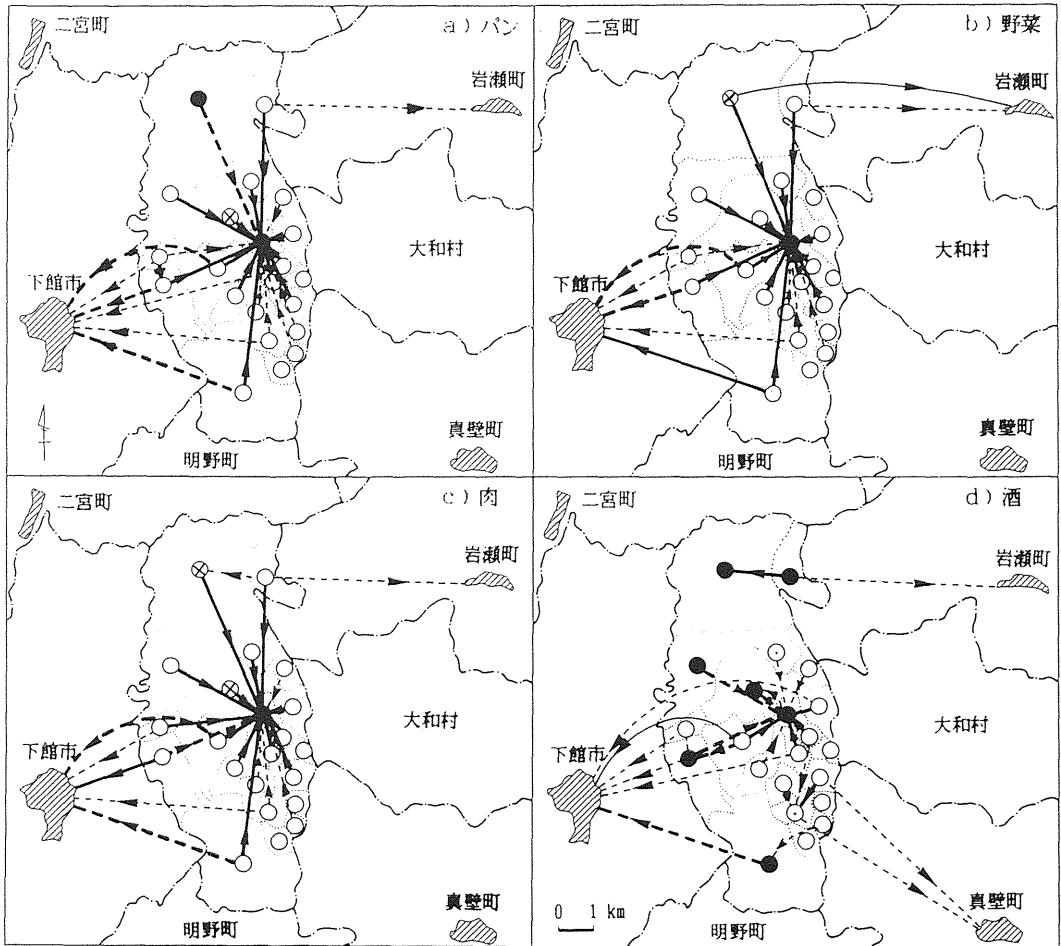 二宮町
a) パン
岩瀬町
大和村
下館市
真壁町
明野町
二宮町
b) 野菜
岩瀬町
大和村
下館市
真壁町
明野町
二宮町
c) 肉
岩瀬町
大和村
下館市
真壁町
明野町
二宮町
d) 酒
岩瀬町
大和村
下館市
0 1 km
真壁町
明野町